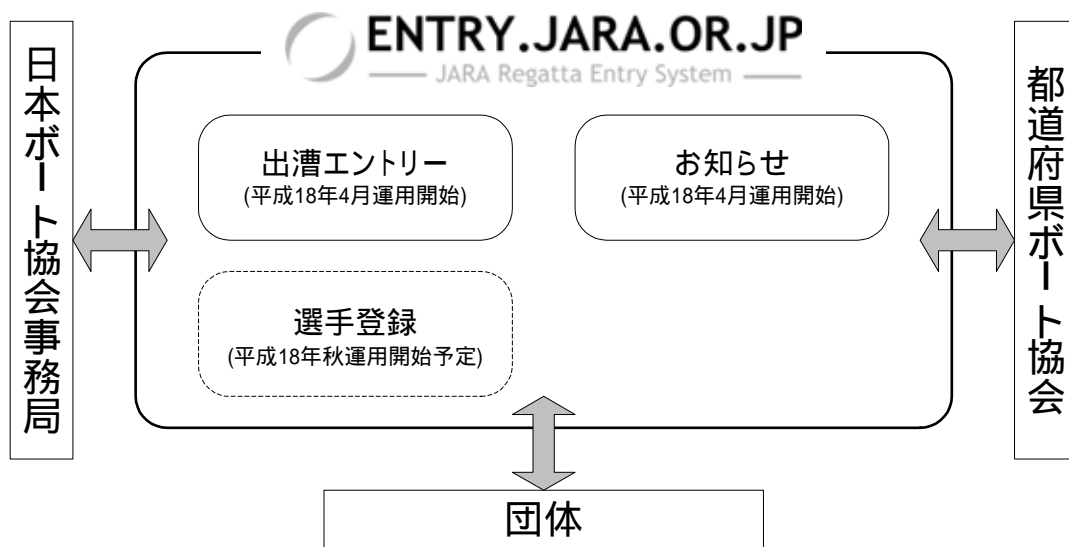 ENTRY.JARA.OR.JP
JARA Regatta Entry System
日本ボート協会事務局
出漕エントリー
(平成18年4月運用開始)
お知らせ
(平成18年4月運用開始)
選手登録
(平成18年秋運用開始予定)
都道府県ボート協会
団体